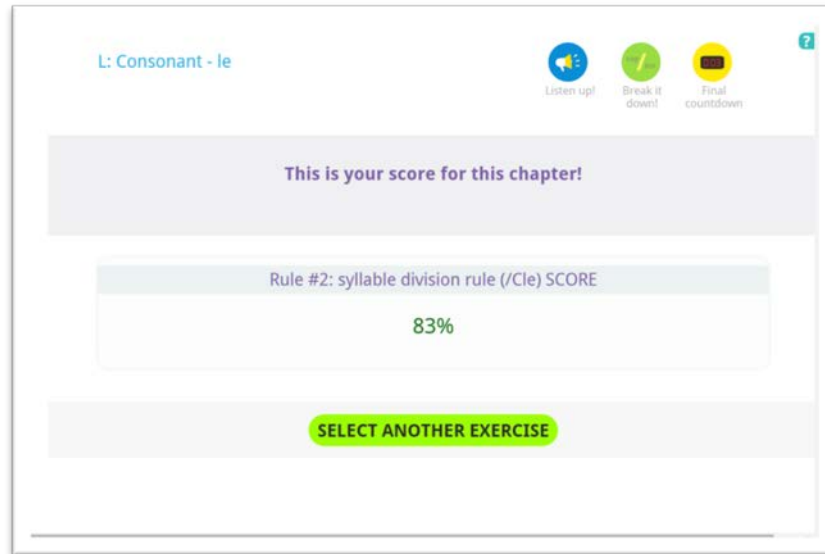 L: Consonant - le
?
Listen up!
Break it
down!
Final
countdown
This is your score for this chapter!
Rule #2: syllable division rule (/Cle) SCORE
83%
SELECT ANOTHER EXERCISE